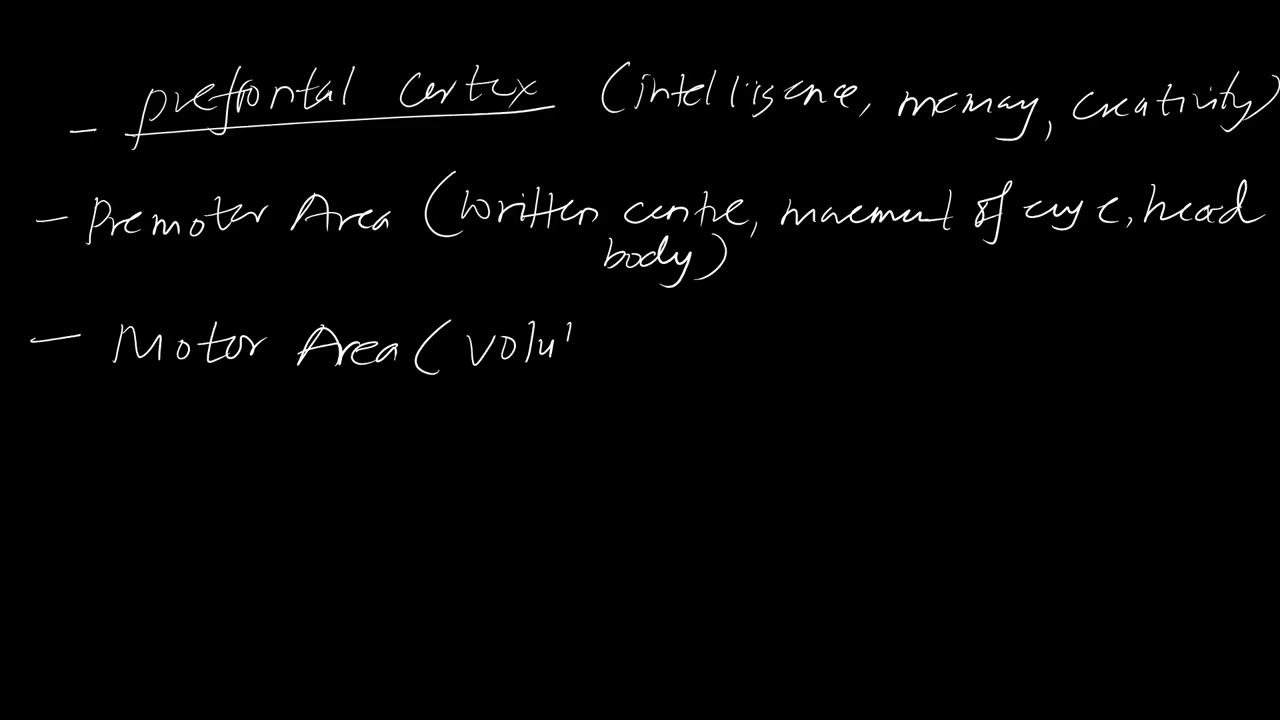 - prefrontal cortex (intelligence, memory, creativity)
- Premotor Area (written centre, movement of eye, head
body)
- Motor Area (volu